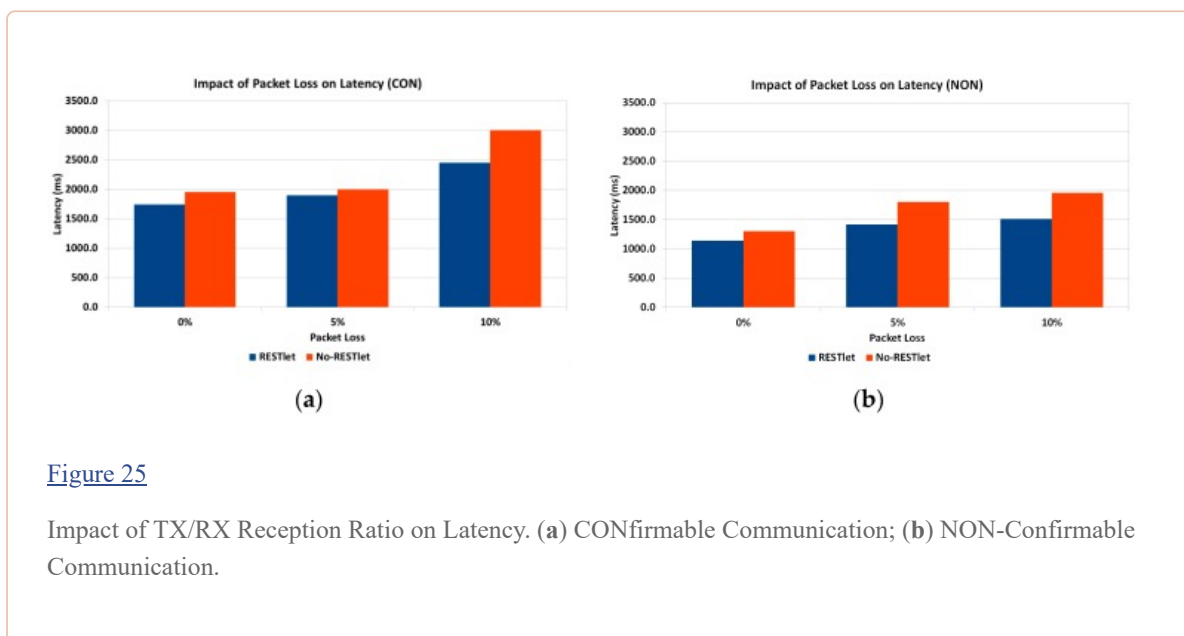 Impact of Packet Loss on Latency (CON)
3500.0
3000.0
2500.0
2000.0
1500.0
1000.0
500.0
0.0
Latency (ms)
0%
5%
10%
Packet Loss
RESTlet No-RESTlet
(a)
Impact of Packet Loss on Latency (NON)
3500.0
3000.0
2500.0
2000.0
1500.0
1000.0
500.0
0.0
Latency (ms)
0%
5%
10%
Packet Loss
RESTlet No-RESTlet
(b)
Figure 25
Impact of TX/RX Reception Ratio on Latency. (a) CONfirmable Communication; (b) NON-Confirmable
Communication.